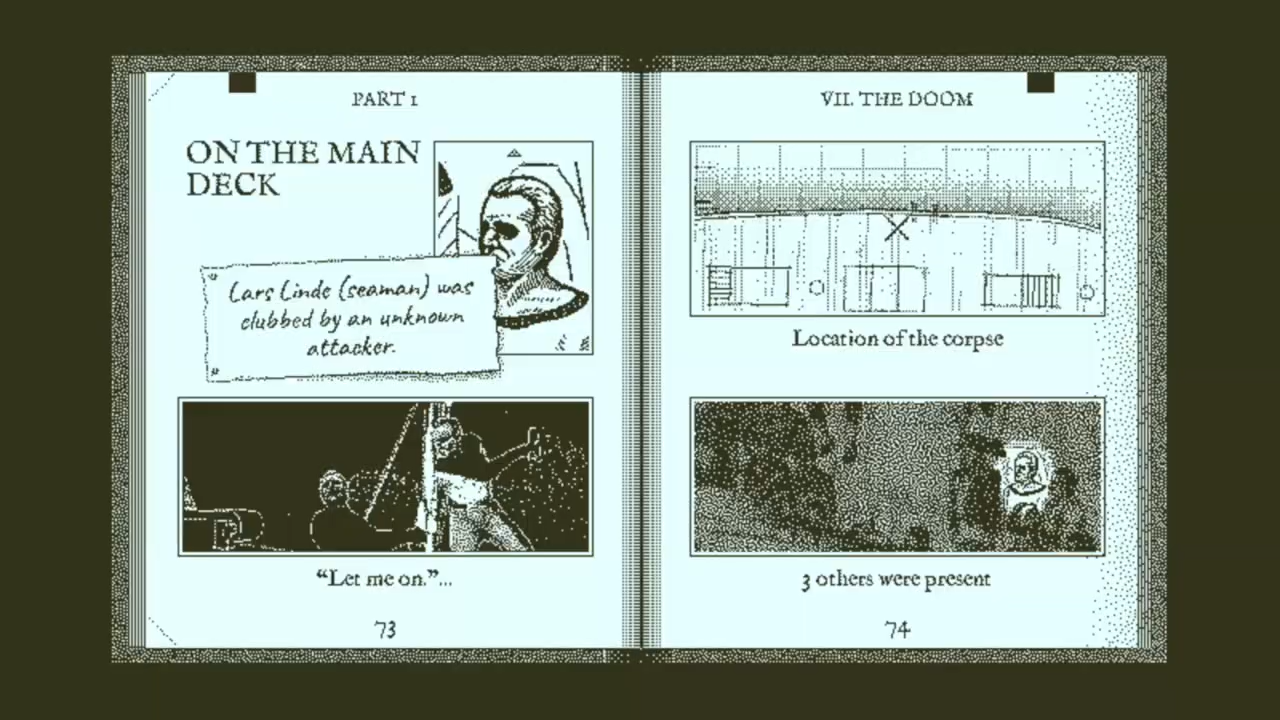 PART 1
ON THE MAIN
DECK
Lars Linde (seaman) was
clubbed by an unknown
attacker.
“Let me on.”...
73
VII. THE DOOM
Location of the corpse
3 others were present
74